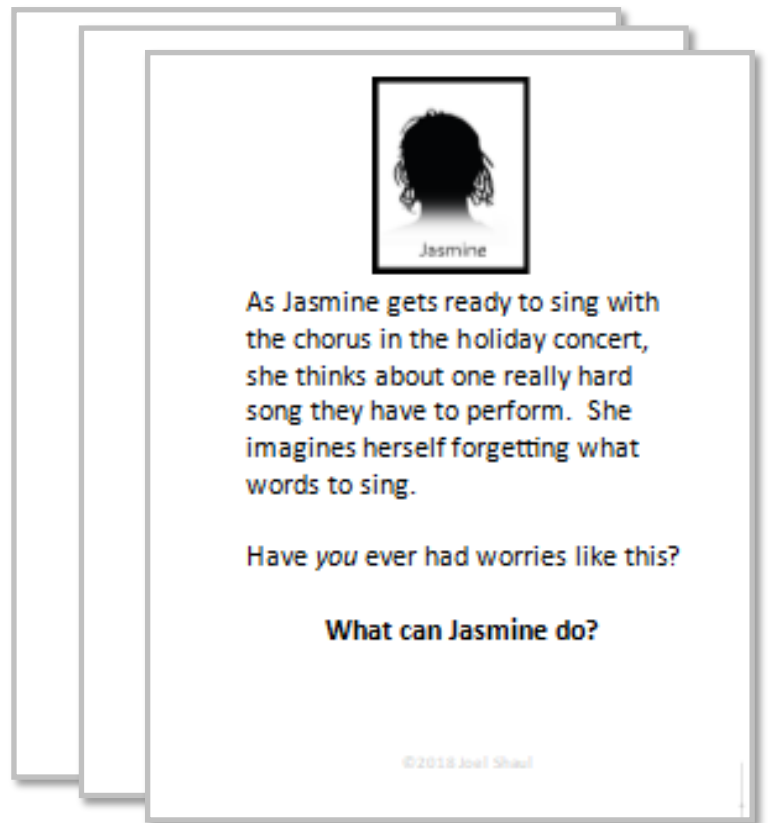 Jasmine
As Jasmine gets ready to sing with
the chorus in the holiday concert,
she thinks about one really hard
song they have to perform.  She
imagines herself forgetting what
words to sing.
Have you ever had worries like this?
What can Jasmine do?
©2018 Joel Shaul